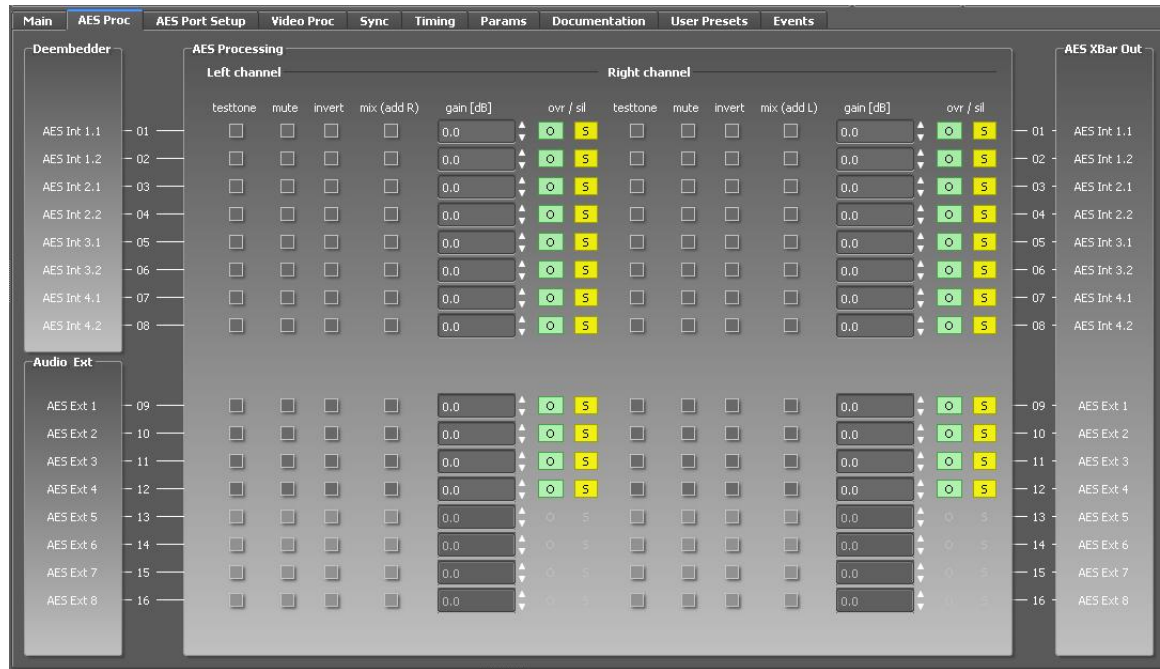 Main AES Proc AES Port Setup Video Proc Sync Timing Params Documentation User Presets Events
Deembedder AES Processing AES XBar Out
Left channel Right channel
testtone mute invert mix (add R) gain [dB] ovr / sil testtone mute invert mix (add L) gain [dB] ovr / sil
AES Int 1.1 01 0.0 O S 0.0 O S 01 AES Int 1.1
AES Int 1.2 02 0.0 O S 0.0 O S 02 AES Int 1.2
AES Int 2.1 03 0.0 O S 0.0 O S 03 AES Int 2.1
AES Int 2.2 04 0.0 O S 0.0 O S 04 AES Int 2.2
AES Int 3.1 05 0.0 O S 0.0 O S 05 AES Int 3.1
AES Int 3.2 06 0.0 O S 0.0 O S 06 AES Int 3.2
AES Int 4.1 07 0.0 O S 0.0 O S 07 AES Int 4.1
AES Int 4.2 08 0.0 O S 0.0 O S 08 AES Int 4.2
Audio Ext
AES Ext 1 09 0.0 O S 0.0 O S 09 AES Ext 1
AES Ext 2 10 0.0 O S 0.0 O S 10 AES Ext 2
AES Ext 3 11 0.0 O S 0.0 O S 11 AES Ext 3
AES Ext 4 12 0.0 O S 0.0 O S 12 AES Ext 4
AES Ext 5 13 0.0 O S 0.0 O S 13 AES Ext 5
AES Ext 6 14 0.0 O S 0.0 O S 14 AES Ext 6
AES Ext 7 15 0.0 O S 0.0 O S 15 AES Ext 7
AES Ext 8 16 0.0 O S 0.0 O S 16 AES Ext 8